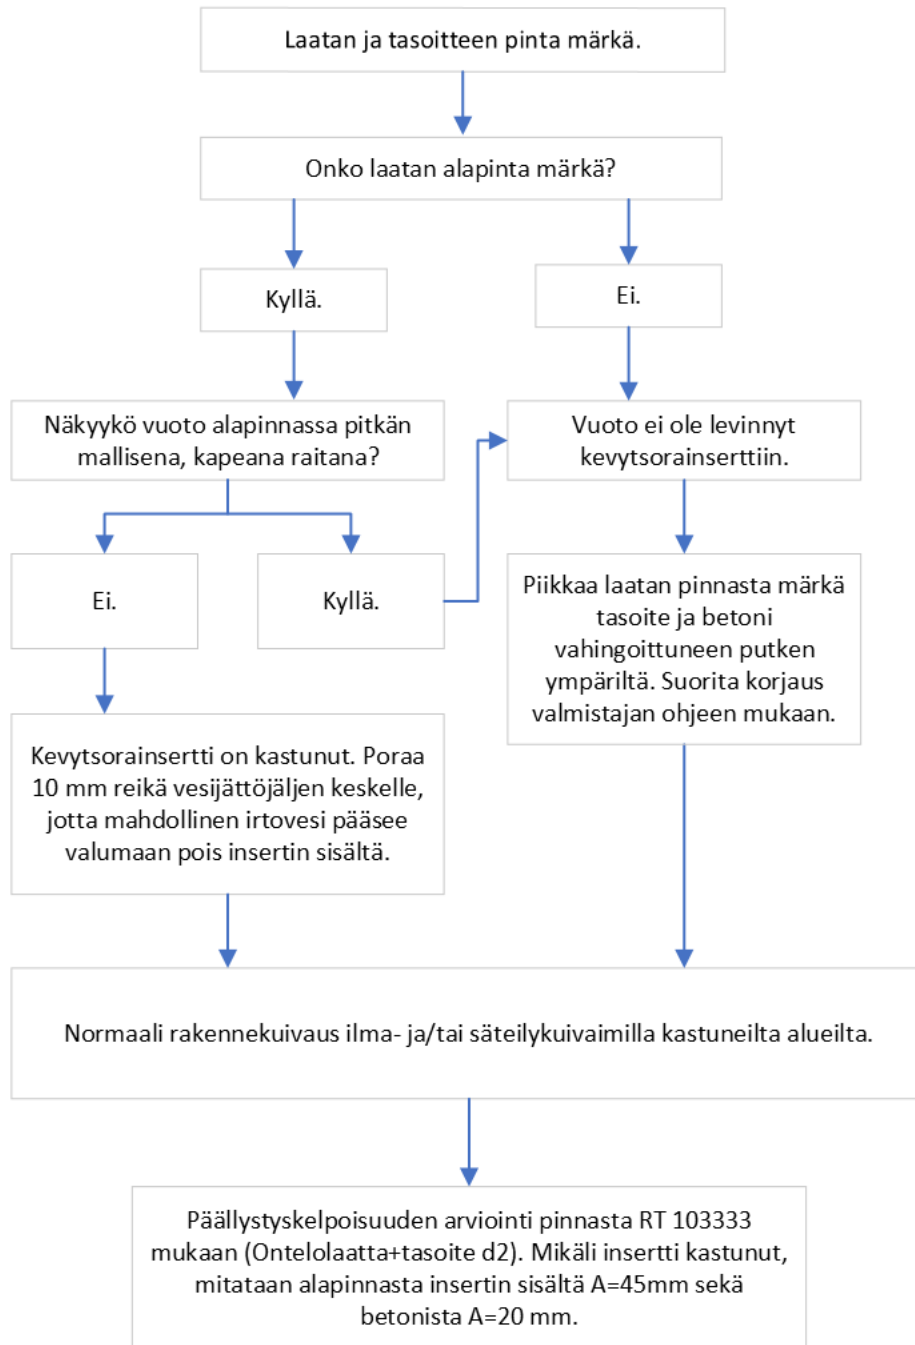 Laatan ja tasoitteen pinta märkä.
Onko laatan alapinta märkä?
Kyllä.
Ei.
Näkyykö vuoto alapinnassa pitkän
mallisena, kapeana raitana?
Vuoto ei ole levinnyt
kevytsorainserttiin.
Ei.
Kyllä.
Piikkaa laatan pinnasta märkä
tasoite ja betoni
vahingoittuneen putken
ympäriltä. Suorita korjaus
valmistajan ohjeen mukaan.
Kevytsorainsertti on kastunut. Poraa
10 mm reikä vesijättöjäljen keskelle,
jotta mahdollinen irtovesi pääsee
valumaan pois insertin sisältä.
Normaali rakennekuivaus ilma- ja/tai säteilykuivaimilla kastuneilta alueilta.
Päällystyskelpoisuuden arviointi pinnasta RT 103333
mukaan (Ontelolaatta+tasoite d2). Mikäli insertti kastunut,
mitataan alapinnasta insertin sisältä A=45mm sekä
betonista A=20 mm.